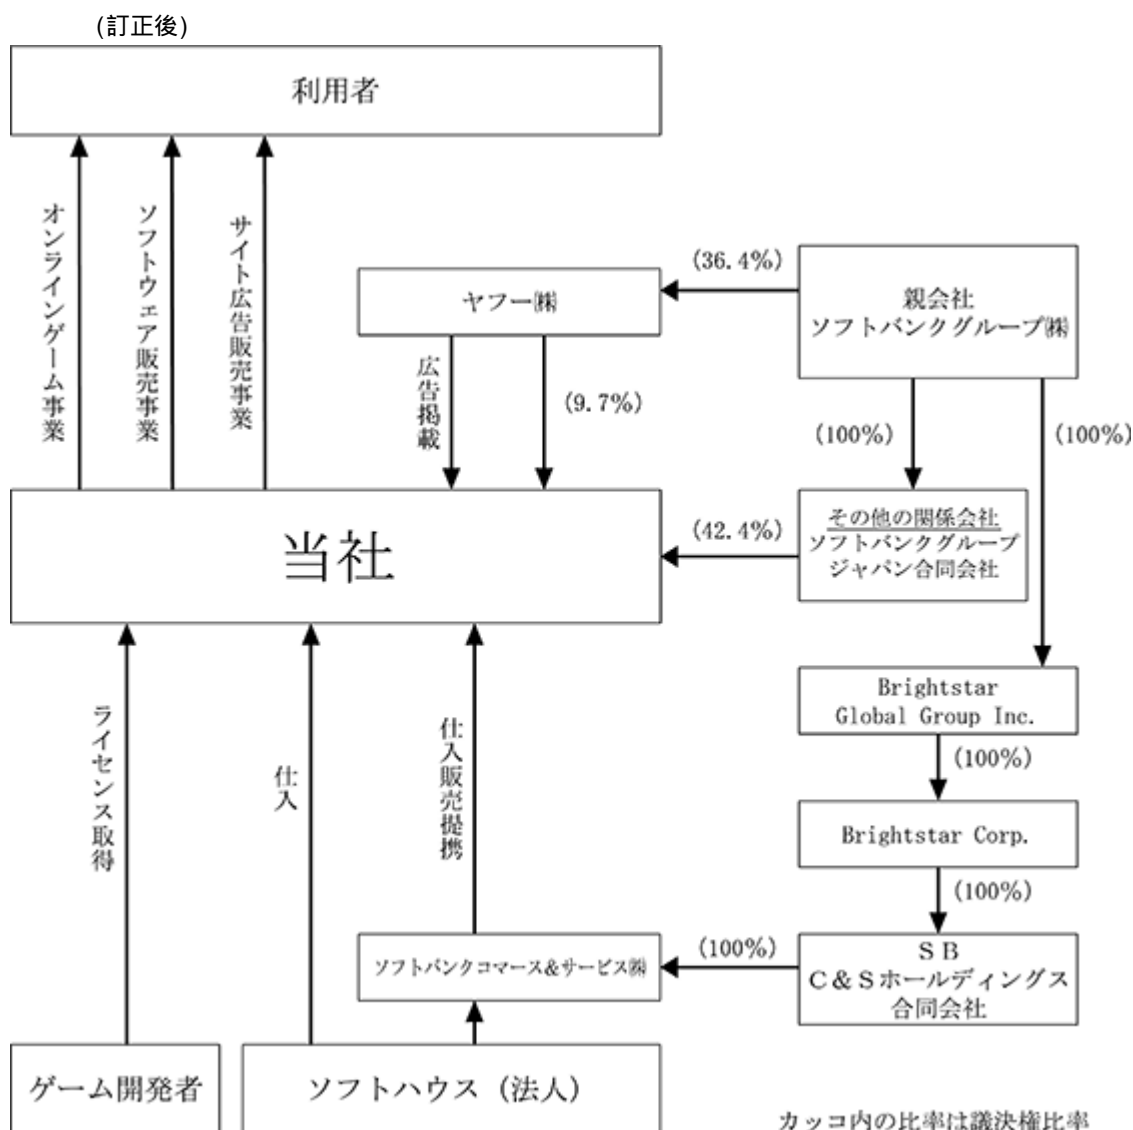 (訂正後)
利用者
オンラインゲーム事業
ソフトウェア販売事業
サイト広告販売事業
ヤフー㈱
(36.4%)
親会社
ソフトバンクグループ㈱
広告掲載
(9.7%)
(100%)
(100%)
当社
(42.4%)
その他の関係会社
ソフトバンクグループ
ジャパン合同会社
ライセンス取得
仕入
仕入販売提携
Brightstar
Global Group Inc.
(100%)
Brightstar Corp.
(100%)
ソフトバンクコマース&サービス㈱
(100%)
ＳＢ
Ｃ＆Ｓホールディングス
合同会社
ゲーム開発者
ソフトハウス（法人）
カッコ内の比率は議決権比率